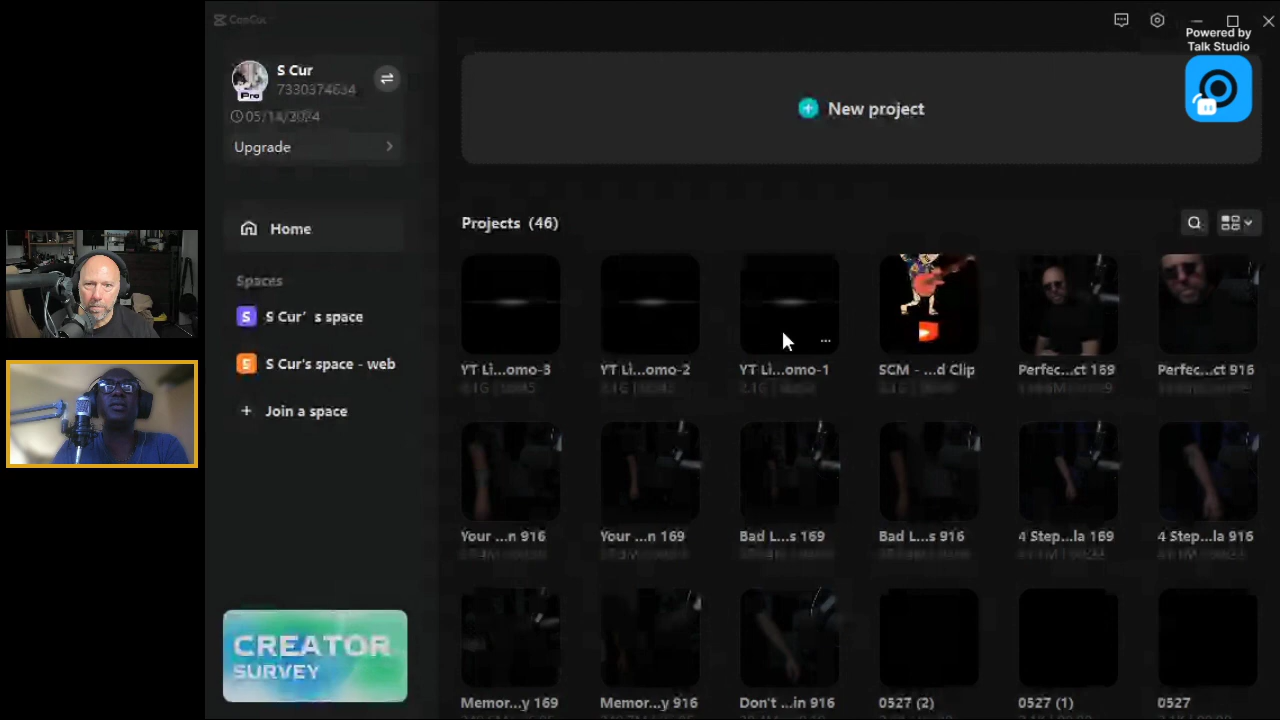 CapCut
Powered by
Talk Studio
S Cur
7330374634
Pro
05/14/2024
Upgrade
New project
Home
Projects (46)
Spaces
S S Cur's space
S S Cur's space - web
+ Join a space
YT Li...omo-3
YT Li...omo-2
YT Li...omo-1
SCM - ...d Clip
Perfec...ct 169
Perfec...ct 916
Your ...n 916
Your ...n 169
Bad L...s 169
Bad L...s 916
4 Step...la 169
4 Step...la 916
CREATOR
SURVEY
Memor...y 169
Memor...y 916
Don't ...in 916
0527 (2)
0527 (1)
0527